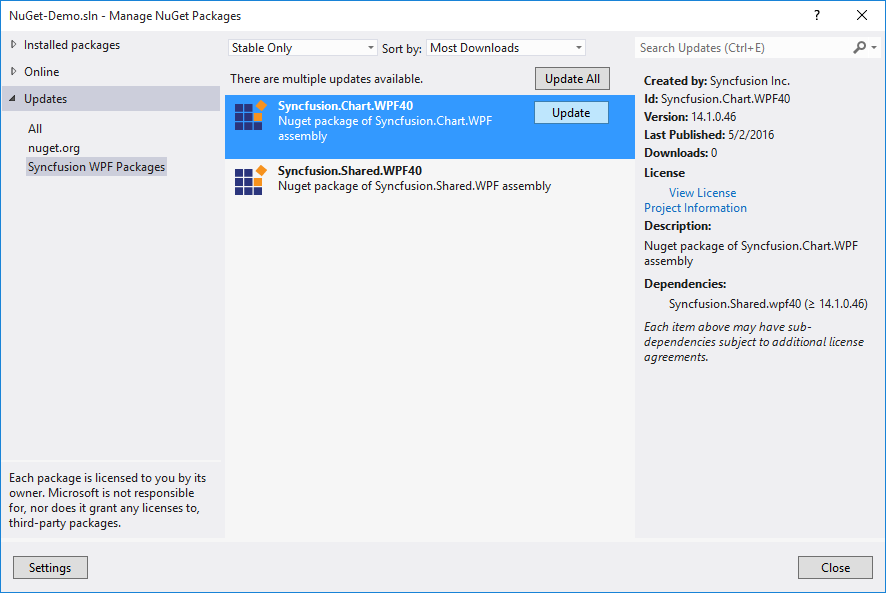 NuGet-Demo.sln - Manage NuGet Packages
?
Installed packages
Online
Updates
All
nuget.org
Syncfusion WPF Packages
Each package is licensed to you by its
owner. Microsoft is not responsible
for, nor does it grant any licenses to,
third-party packages.
Stable Only
Sort by:
Most Downloads
There are multiple updates available.
Update All
Syncfusion.Chart.WPF40
Nuget package of Syncfusion.Chart.WPF
assembly
Update
Syncfusion.Shared.WPF40
Nuget package of Syncfusion.Shared.WPF assembly
Search Updates (Ctrl+E)
Created by: Syncfusion Inc.
Id: Syncfusion.Chart.WPF40
Version: 14.1.0.46
Last Published: 5/2/2016
Downloads: 0
License
View License
Project Information
Description:
Nuget package of Syncfusion.Chart.WPF
assembly
Dependencies:
Syncfusion.Shared.wpf40 (≥ 14.1.0.46)
Each item above may have sub-
dependencies subject to additional license
agreements.
Settings
Close